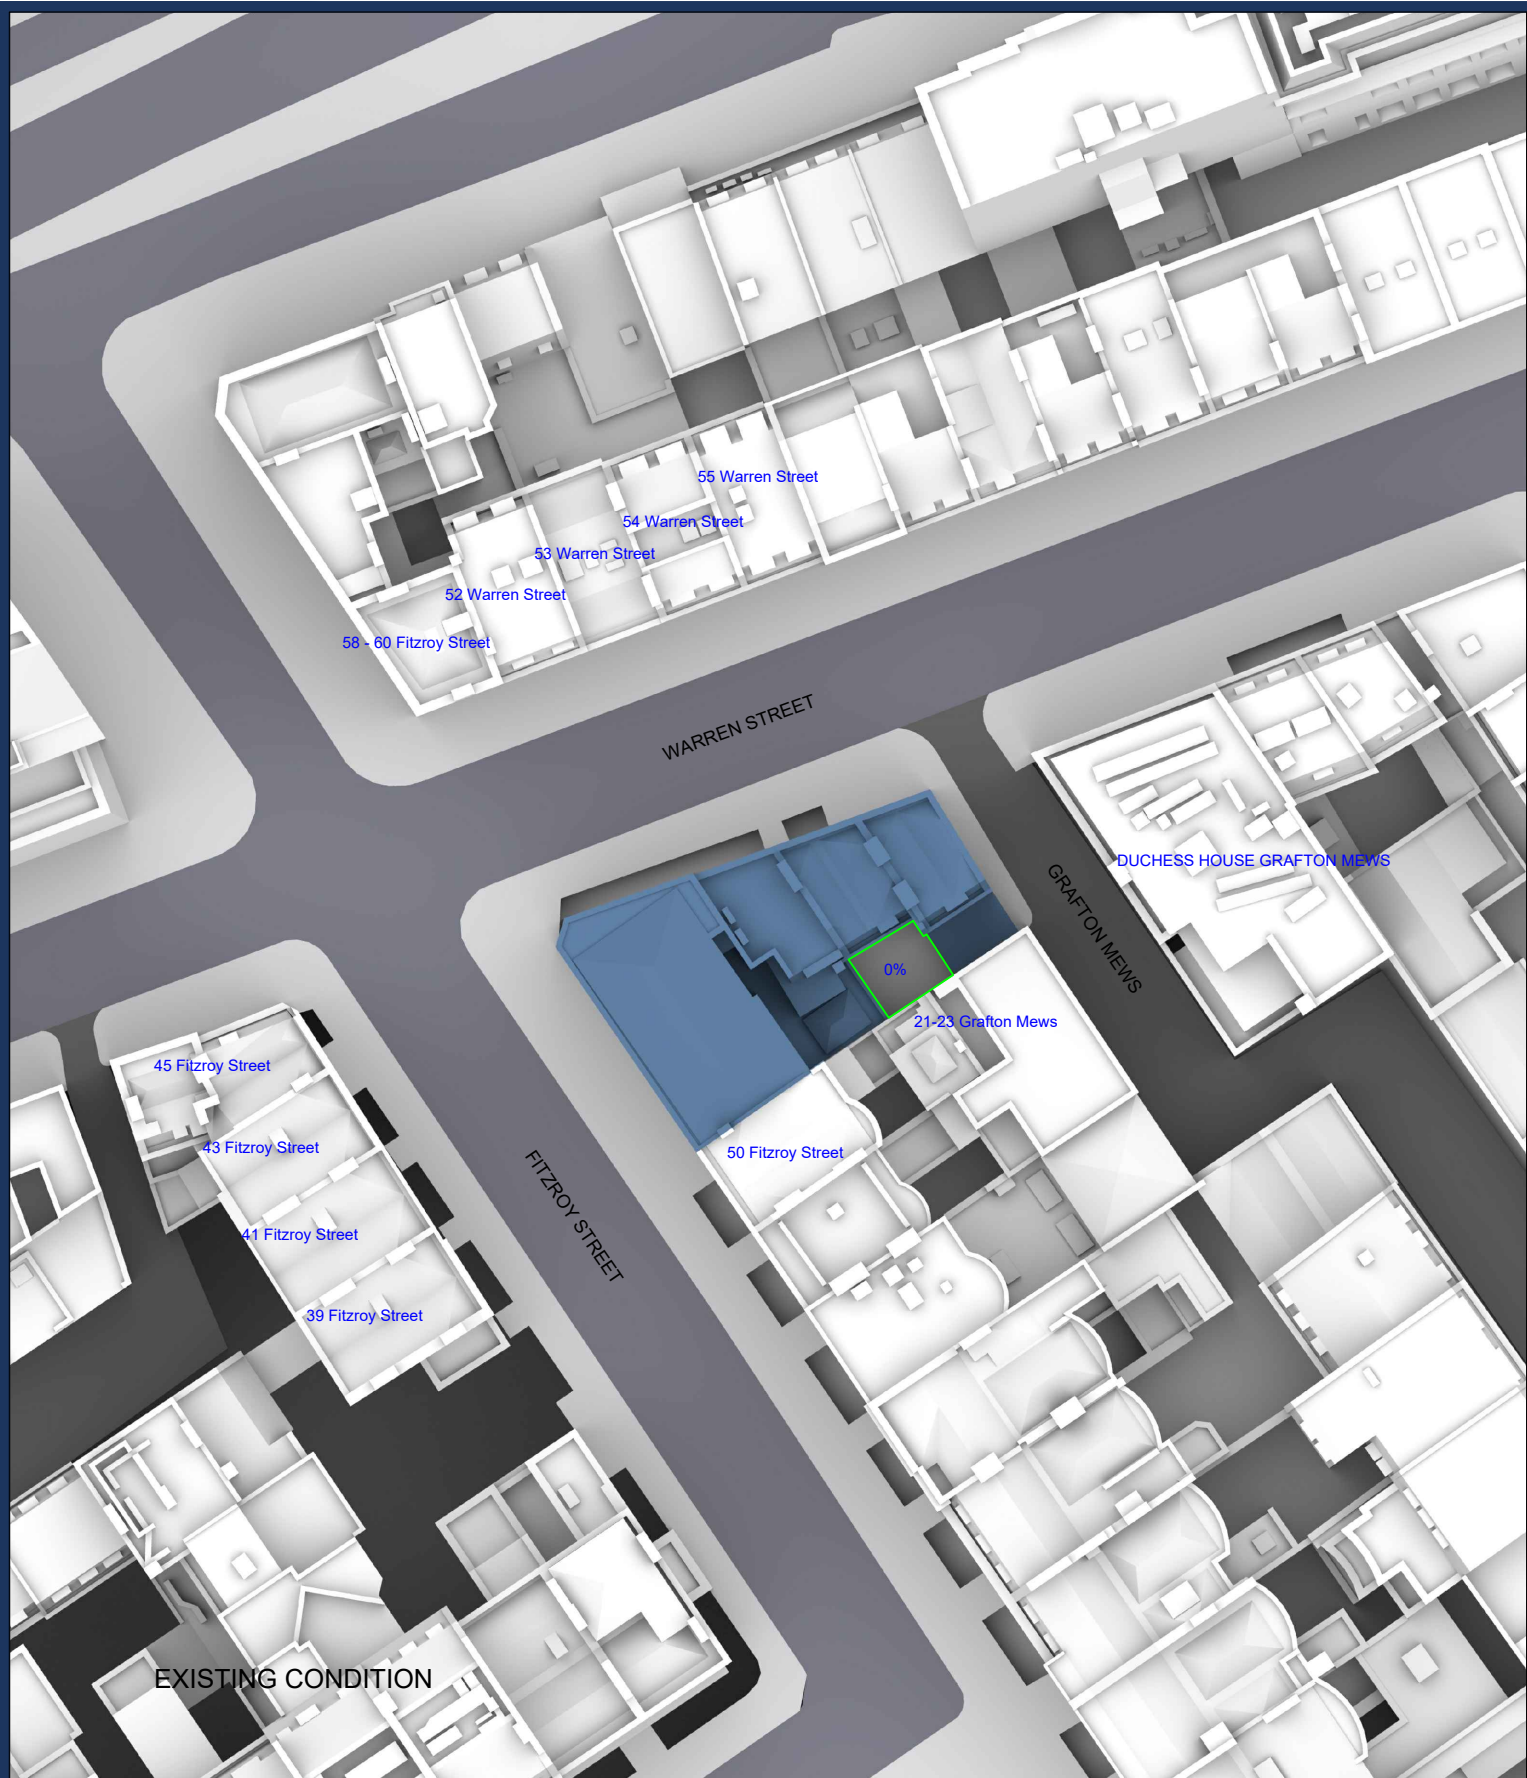 55 Warren Street
54 Warren Street
53 Warren Street
52 Warren Street
58 - 60 Fitzroy Street
WARREN STREET
DUCHESS HOUSE GRAFTON MEWS
GRAFTON MEWS
0%
21-23 Grafton Mews
45 Fitzroy Street
43 Fitzroy Street
50 Fitzroy Street
FITZROY STREET
41 Fitzroy Street
39 Fitzroy Street
EXISTING CONDITION